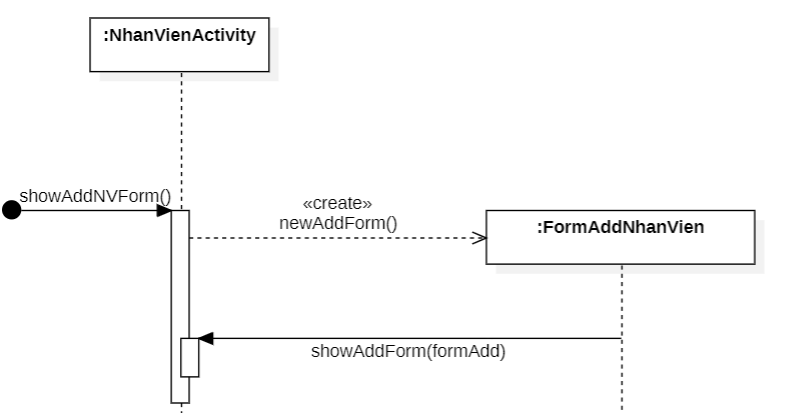 :NhanVienActivity
showAddNVForm()
«create»
newAddForm()
:FormAddNhanVien
showAddForm(formAdd)